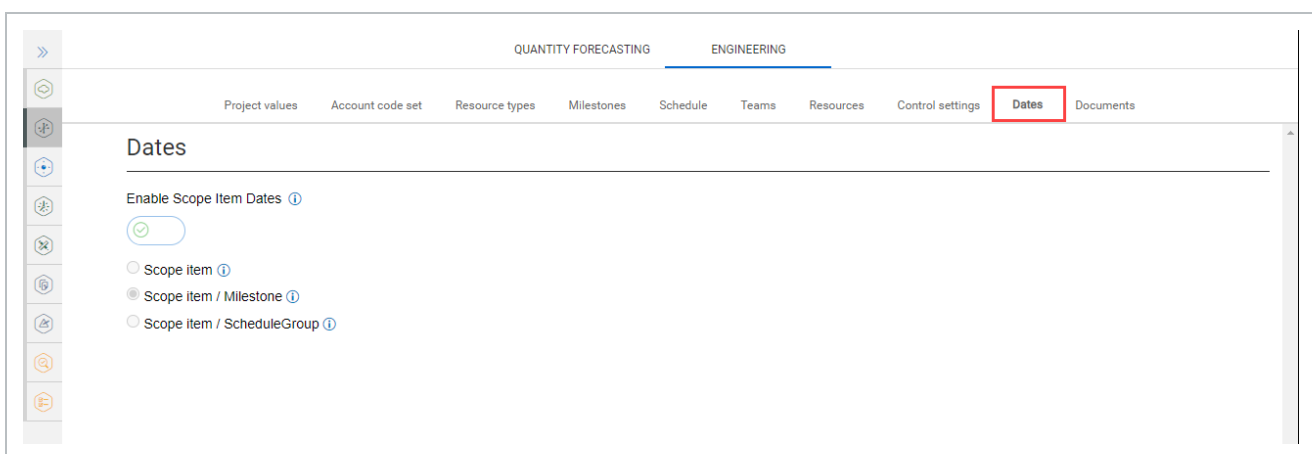 QUANTITY FORECASTING ENGINEERING
Project values Account code set Resource types Milestones Schedule Teams Resources Control settings Dates Documents
Dates
Enable Scope Item Dates
Scope item
Scope item / Milestone
Scope item / ScheduleGroup